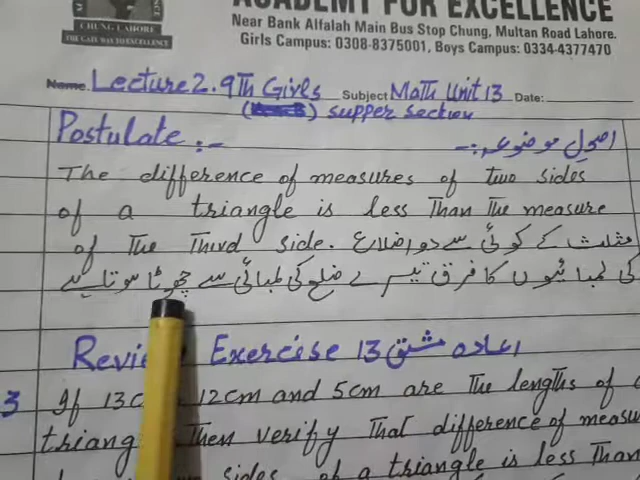 ACADEMY FOR EXCELLENCE
CHUNG LAHORE
THE GATE WAY TO EXCELLENCE
Near Bank Alfalah Main Bus Stop Chung, Multan Road Lahore.
Girls Campus: 0308-8375001, Boys Campus: 0334-4377470
Name. Lecture 2. 9Th Girls Subject Math Unit 13 Date:
supper section
Postulate :- اصول موضوعہ :-
The difference of measures of two sides
of a triangle is less Than The measure
of The Third side. مثلث کے کوئی سے دو اضلاع
کی لمبائیوں کا فرق تیسرے ضلع کی لمبائی سے چھوٹا ہوتا ہے
Review Exercise 13 اعادہ مشق
3 If 13c 12cm and 5cm are The lengths of
triang Then verify That difference of measu
sides of a triangle is less Than